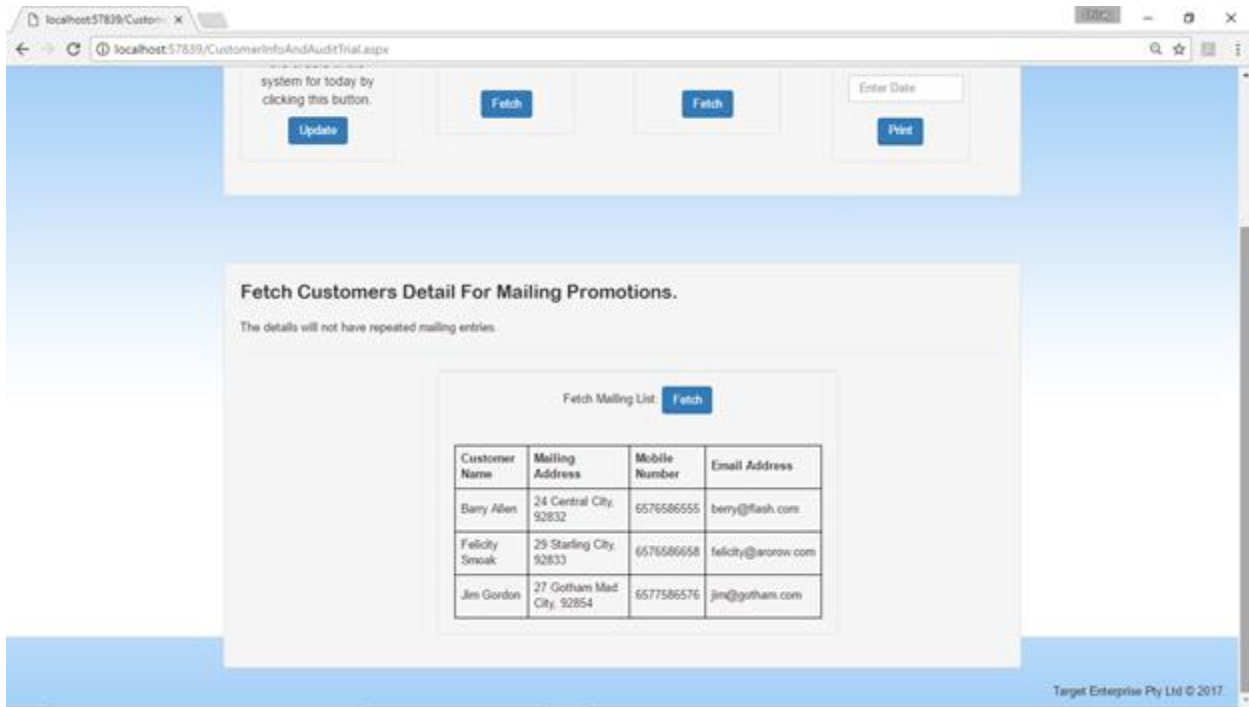 localhost:57839/Custom
localhost:57839/CustomerInfoAndAuditTrial.aspx
system for today by
clicking this button.
Update
Fetch
Fetch
Enter Date
Print
Fetch Customers Detail For Mailing Promotions.
The details will not have repeated mailing entries.
Fetch Mailing List: Fetch
Customer Name
Mailing Address
Mobile Number
Email Address
Barry Allen
24 Central City, 92832
6576586555
berry@flash.com
Felicity Smoak
29 Starling City, 92833
6576586658
felicity@arorow.com
Jim Gordon
27 Gotham Mad City, 92854
6577586576
jim@gotham.com
Target Enterprise Pty Ltd © 2017